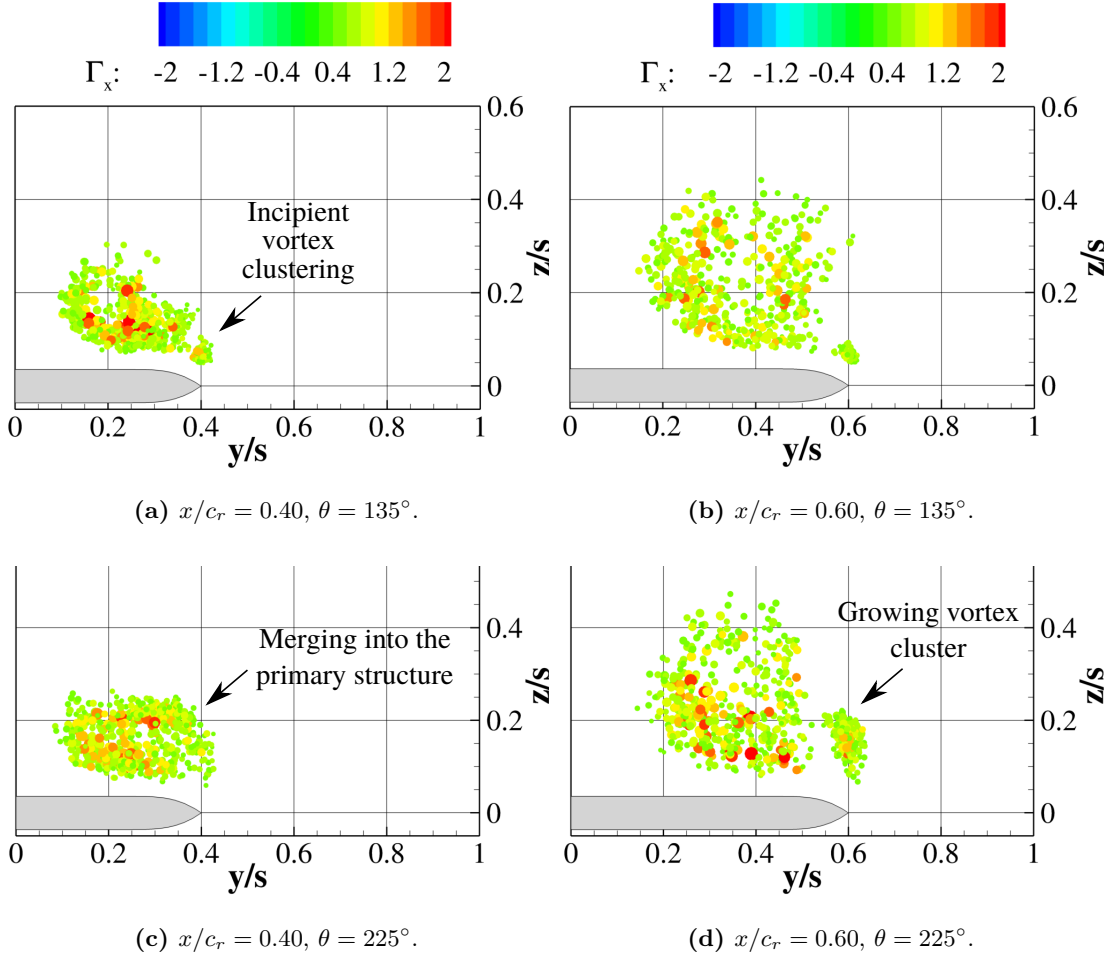 Γx: -2 -1.2 -0.4 0.4 1.2 2
Γx: -2 -1.2 -0.4 0.4 1.2 2
0.6
0.4
z/s
0.2
0
Incipient
vortex
clustering
0 0.2 0.4 0.6 0.8 1
y/s
0.6
0.4
z/s
0.2
0
0 0.2 0.4 0.6 0.8 1
y/s
(a) x/cr = 0.40, θ = 135°.
(b) x/cr = 0.60, θ = 135°.
0.4
z/s
0.2
0
Merging into the
primary structure
0 0.2 0.4 0.6 0.8 1
y/s
0.4
z/s
0.2
0
Growing vortex
cluster
0 0.2 0.4 0.6 0.8 1
y/s
(c) x/cr = 0.40, θ = 225°.
(d) x/cr = 0.60, θ = 225°.